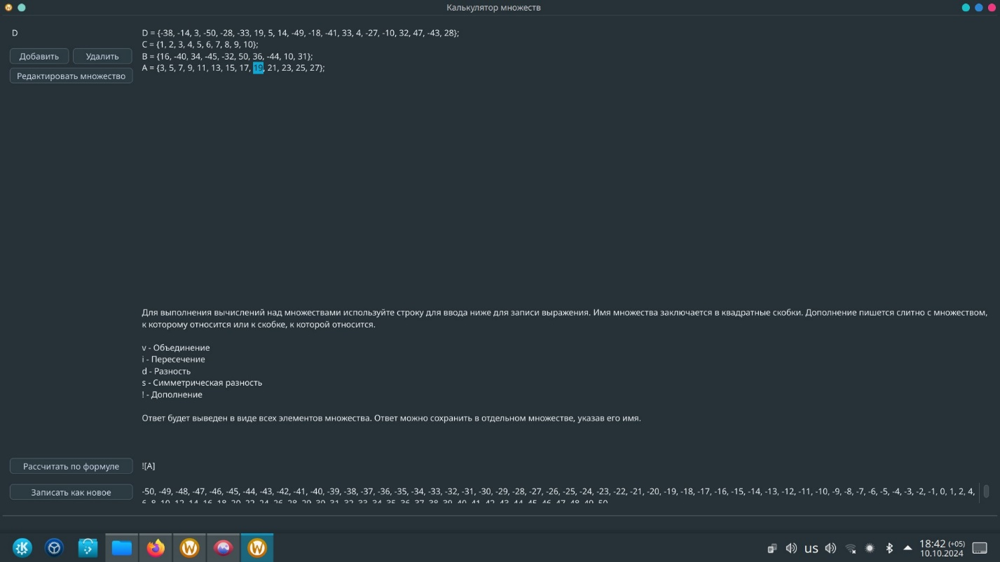 Калькулятор множеств
D
D = {-38, -14, 3, -50, -28, -33, 19, 5, 14, -49, -18, -41, 33, 4, -27, -10, 32, 47, -43, 28};
C = {1, 2, 3, 4, 5, 6, 7, 8, 9, 10};
Добавить
Удалить
B = {16, -40, 34, -45, -32, 50, 36, -44, 10, 31};
A = {3, 5, 7, 9, 11, 13, 15, 17, 19, 21, 23, 25, 27};
Редактировать множество
Для выполнения вычислений над множествами используйте строку для ввода ниже для записи выражения. Имя множества заключается в квадратные скобки. Дополнение пишется слитно с множеством,
к которому относится или к скобке, к которой относится.
v - Объединение
i - Пересечение
d - Разность
s - Симметрическая разность
! - Дополнение
Ответ будет выведен в виде всех элементов множества. Ответ можно сохранить в отдельном множестве, указав его имя.
Рассчитать по формуле
![A]
Записать как новое
-50, -49, -48, -47, -46, -45, -44, -43, -42, -41, -40, -39, -38, -37, -36, -35, -34, -33, -32, -31, -30, -29, -28, -27, -26, -25, -24, -23, -22, -21, -20, -19, -18, -17, -16, -15, -14, -13, -12, -11, -10, -9, -8, -7, -6, -5, -4, -3, -2, -1, 0, 1, 2, 4,
6, 8, 10, 12, 14, 16, 18, 20, 22, 24, 26, 28, 29, 30, 31, 32, 33, 34, 35, 36, 37, 38, 39, 40, 41, 42, 43, 44, 45, 46, 47, 48, 49, 50
us
18:42 (+05)
10.10.2024